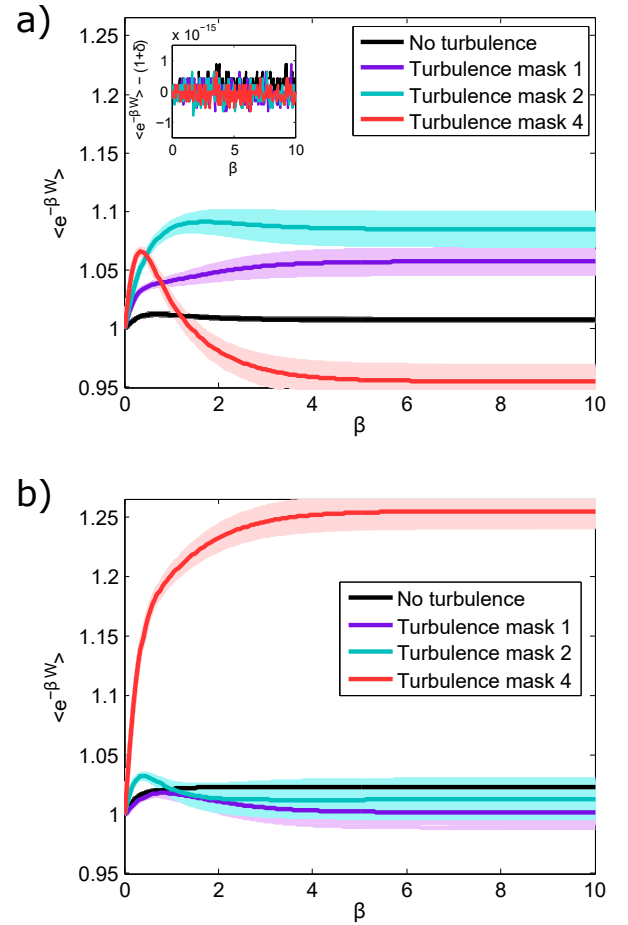 a)
x 10⁻¹⁵
<e^{-βW}> − (1+δ)
1
0
−1
0
5
10
β
No turbulence
Turbulence mask 1
Turbulence mask 2
Turbulence mask 4
<e^{-βW}>
1.25
1.2
1.15
1.1
1.05
1
0.95
0
2
4
6
8
10
β
b)
No turbulence
Turbulence mask 1
Turbulence mask 2
Turbulence mask 4
<e^{-βW}>
1.25
1.2
1.15
1.1
1.05
1
0.95
0
2
4
6
8
10
β